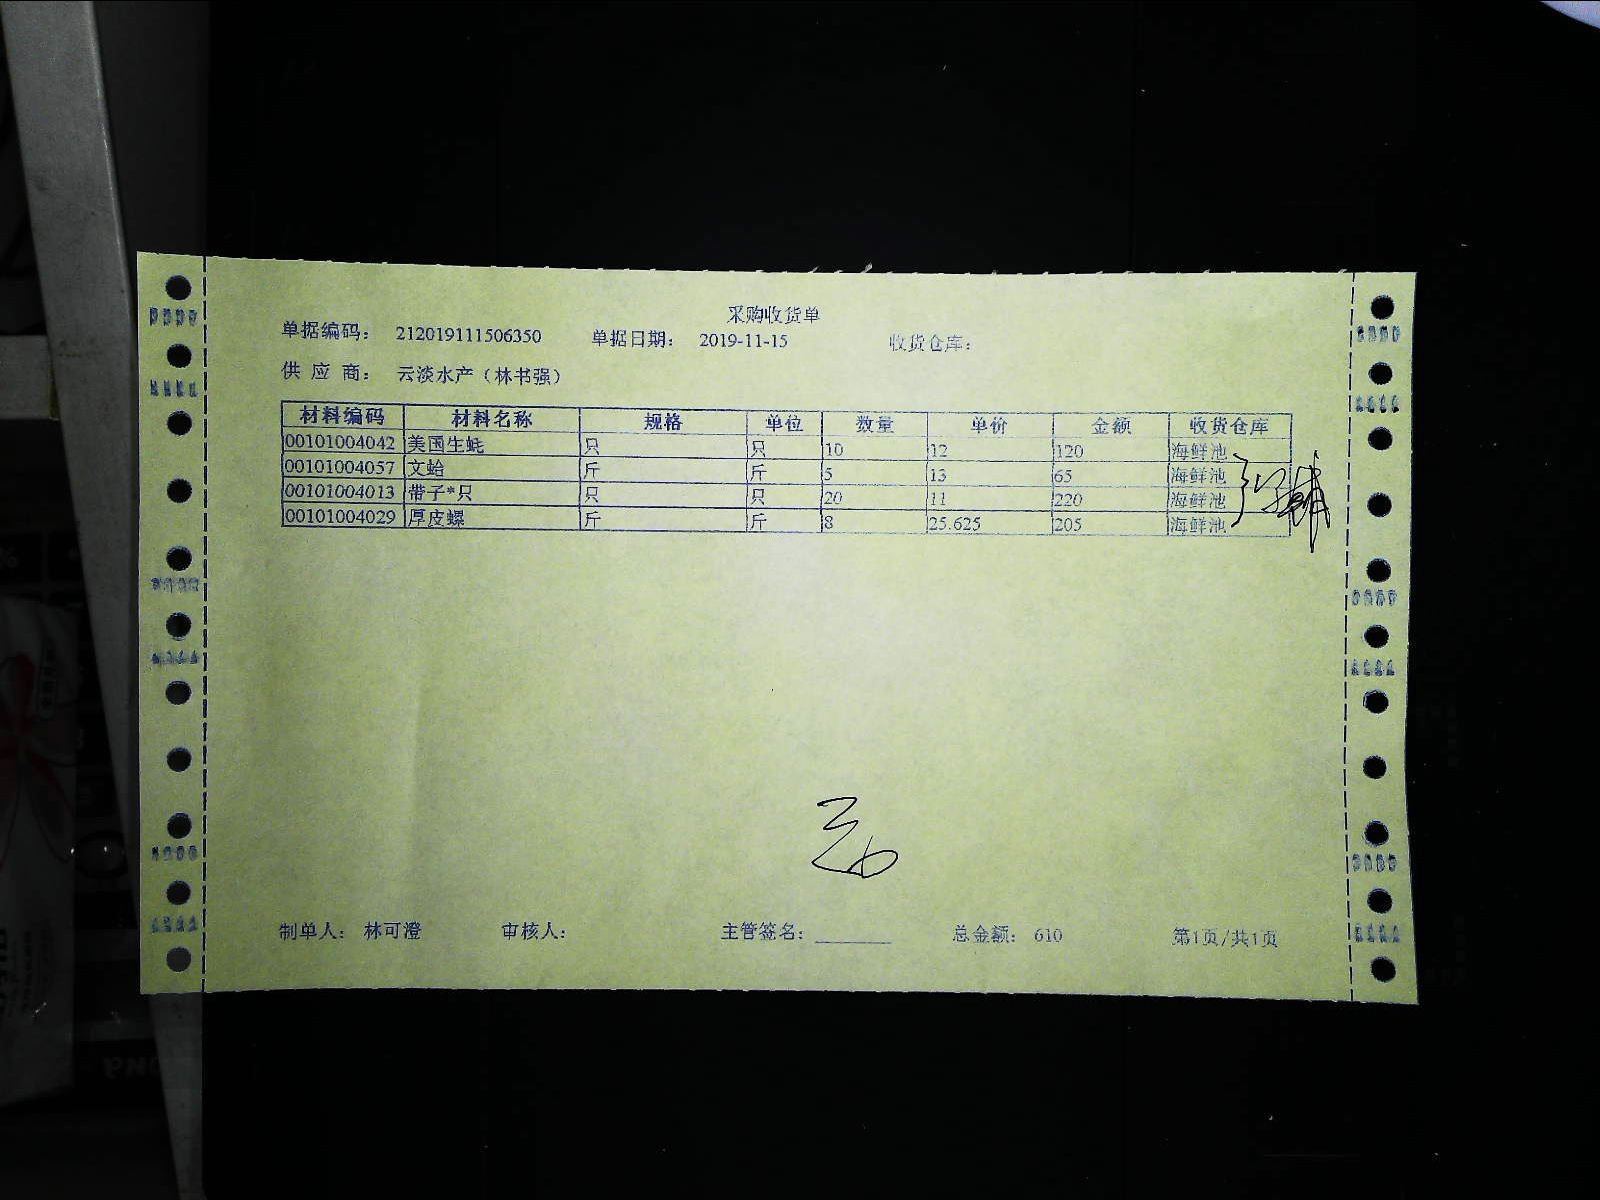 采购收货单
单据编码： 212019111506350 单据日期： 2019-11-15 收货仓库：
供 应 商： 云淡水产（林书强）
材料编码 材料名称 规格 单位 数量 单价 金额 收货仓库
00101004042 美国生蚝 只 只 10 12 120 海鲜池
00101004057 文蛤 斤 斤 5 13 65 海鲜池
00101004013 带子*只 只 只 20 11 220 海鲜池
00101004029 厚皮螺 斤 斤 8 25.625 205 海鲜池
制单人： 林可澄 审核人： 主管签名： 总金额： 610 第1页/共1页